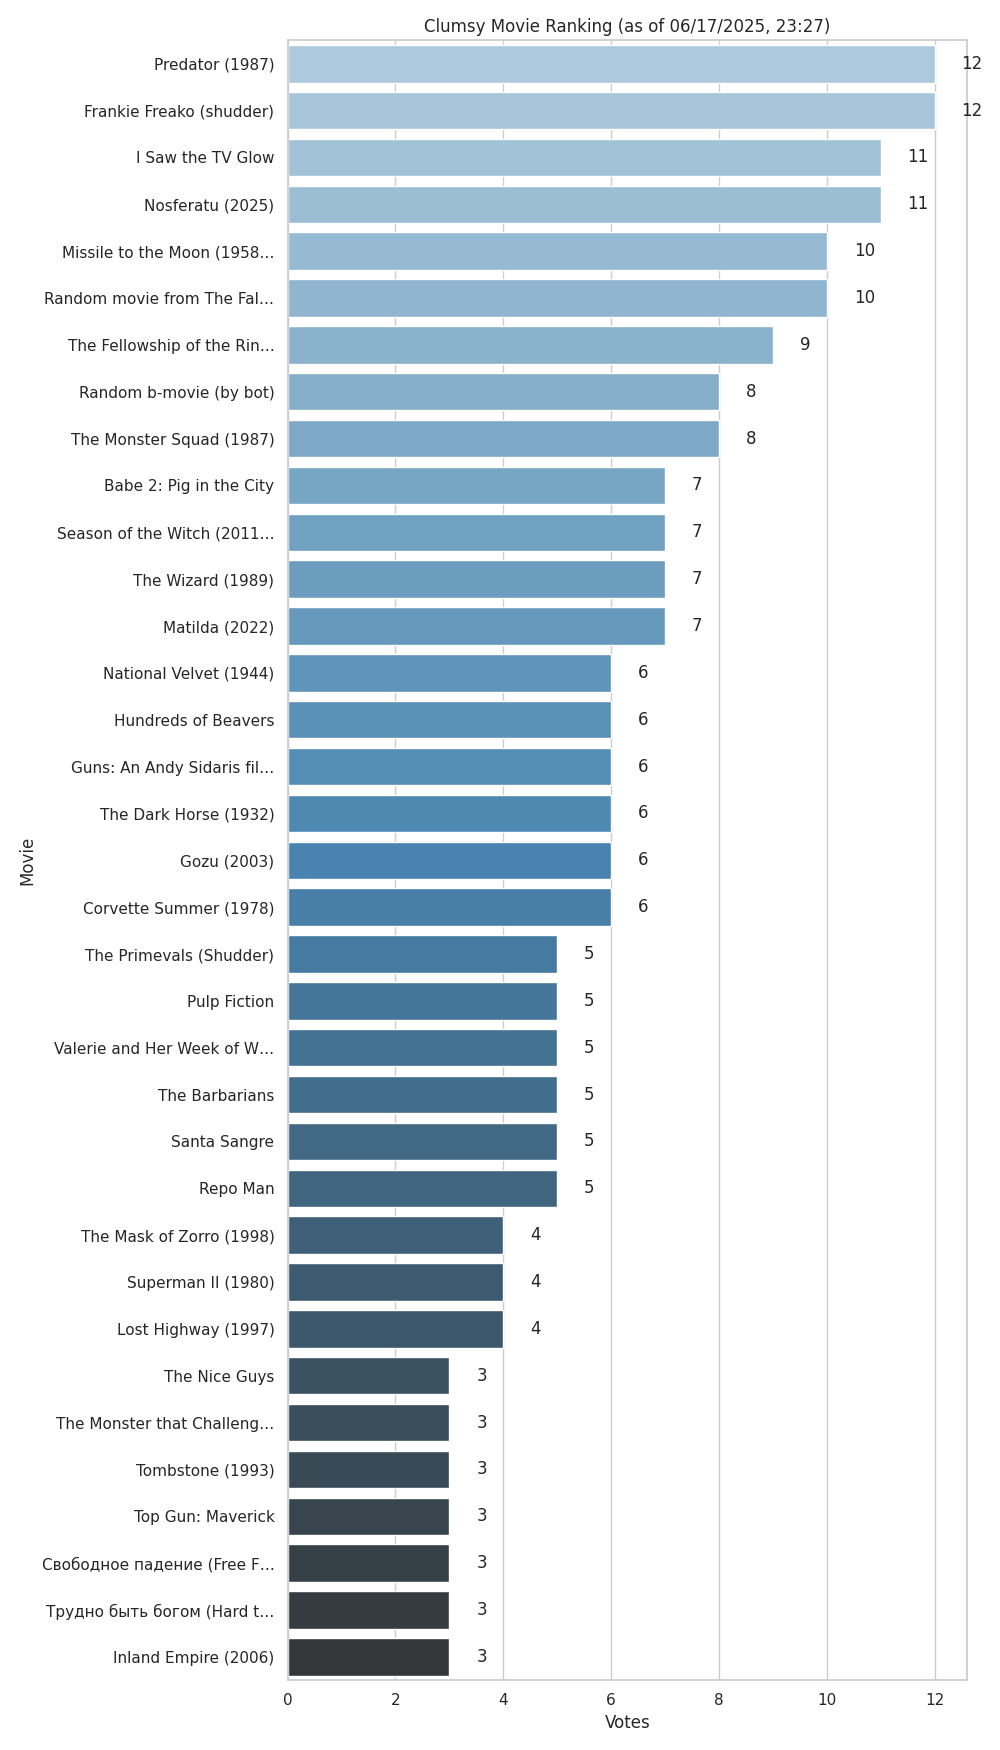 Clumsy Movie Ranking (as of 06/17/2025, 23:27)
Predator (1987) 12
Frankie Freako (shudder) 12
I Saw the TV Glow 11
Nosferatu (2025) 11
Missile to the Moon (1958... 10
Random movie from The Fal... 10
The Fellowship of the Rin... 9
Random b-movie (by bot) 8
The Monster Squad (1987) 8
Babe 2: Pig in the City 7
Season of the Witch (2011... 7
The Wizard (1989) 7
Matilda (2022) 7
National Velvet (1944) 6
Hundreds of Beavers 6
Guns: An Andy Sidaris fil... 6
The Dark Horse (1932) 6
Gozu (2003) 6
Corvette Summer (1978) 6
The Primevals (Shudder) 5
Pulp Fiction 5
Valerie and Her Week of W... 5
The Barbarians 5
Santa Sangre 5
Repo Man 5
The Mask of Zorro (1998) 4
Superman II (1980) 4
Lost Highway (1997) 4
The Nice Guys 3
The Monster that Challeng... 3
Tombstone (1993) 3
Top Gun: Maverick 3
Свободное падение (Free F... 3
Трудно быть богом (Hard t... 3
Inland Empire (2006) 3
0 2 4 6 8 10 12
Votes
Movie